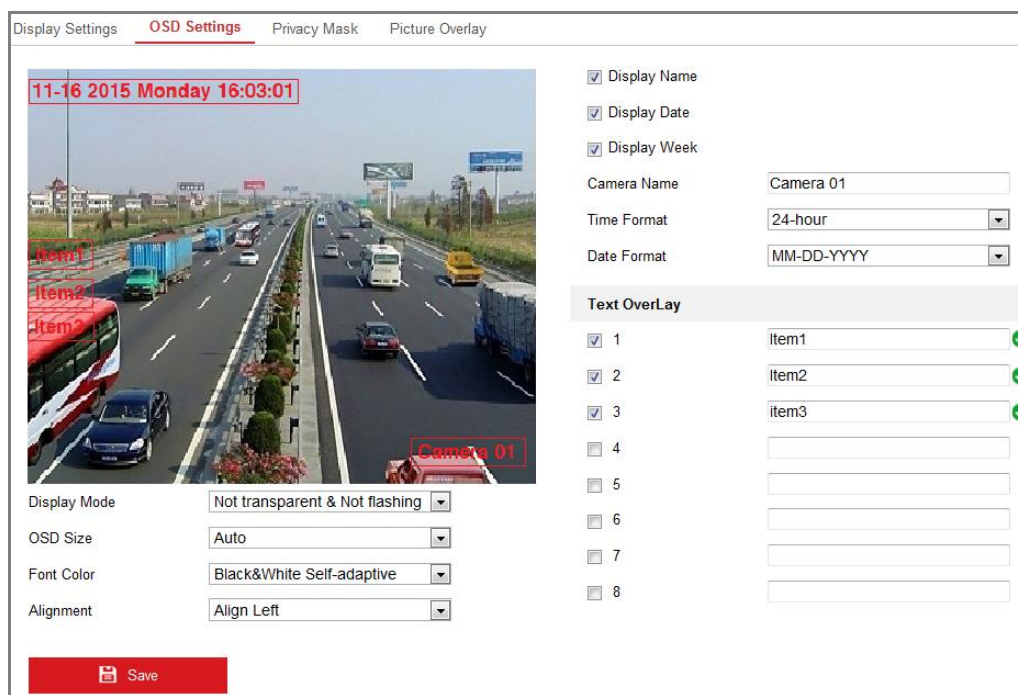 Display Settings OSD Settings Privacy Mask Picture Overlay
11-16 2015 Monday 16:03:01
Item1
Item2
Item3
Camera 01
Display Mode Not transparent & Not flashing
OSD Size Auto
Font Color Black&White Self-adaptive
Alignment Align Left
Save
Display Name
Display Date
Display Week
Camera Name Camera 01
Time Format 24-hour
Date Format MM-DD-YYYY
Text OverLay
1 Item1
2 Item2
3 item3
4
5
6
7
8